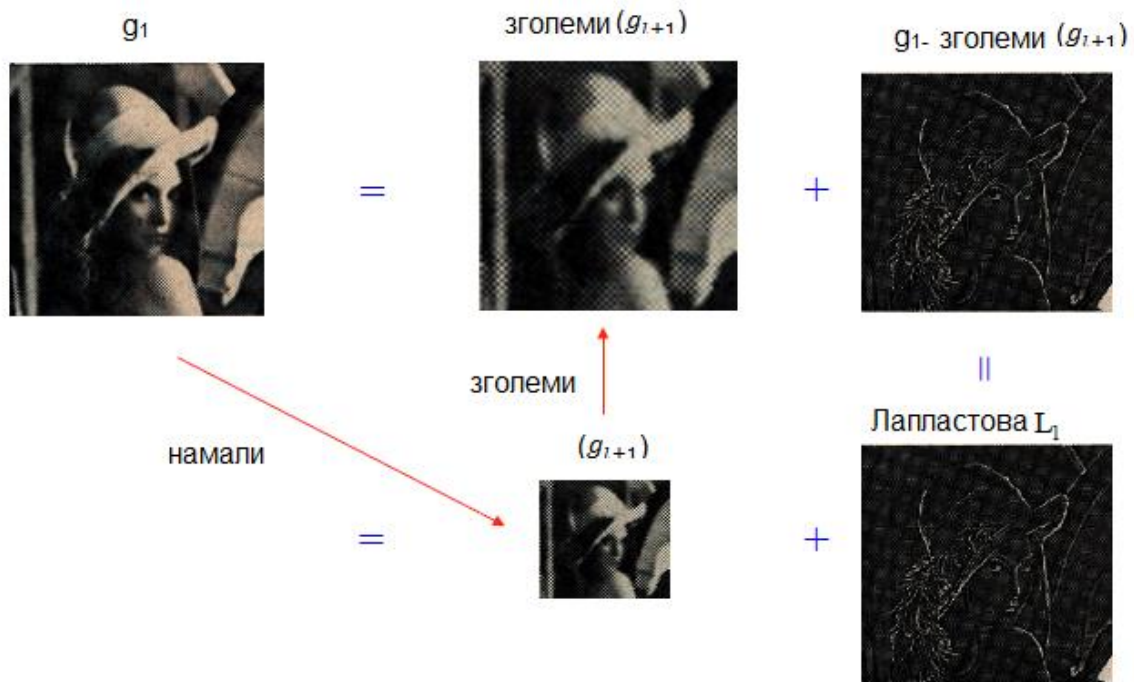 g₁
зголеми (g₁₊₁)
g₁- зголеми (g₁₊₁)
=
+
зголеми
=
Лапластова L₁
намали
(g₁₊₁)
=
+